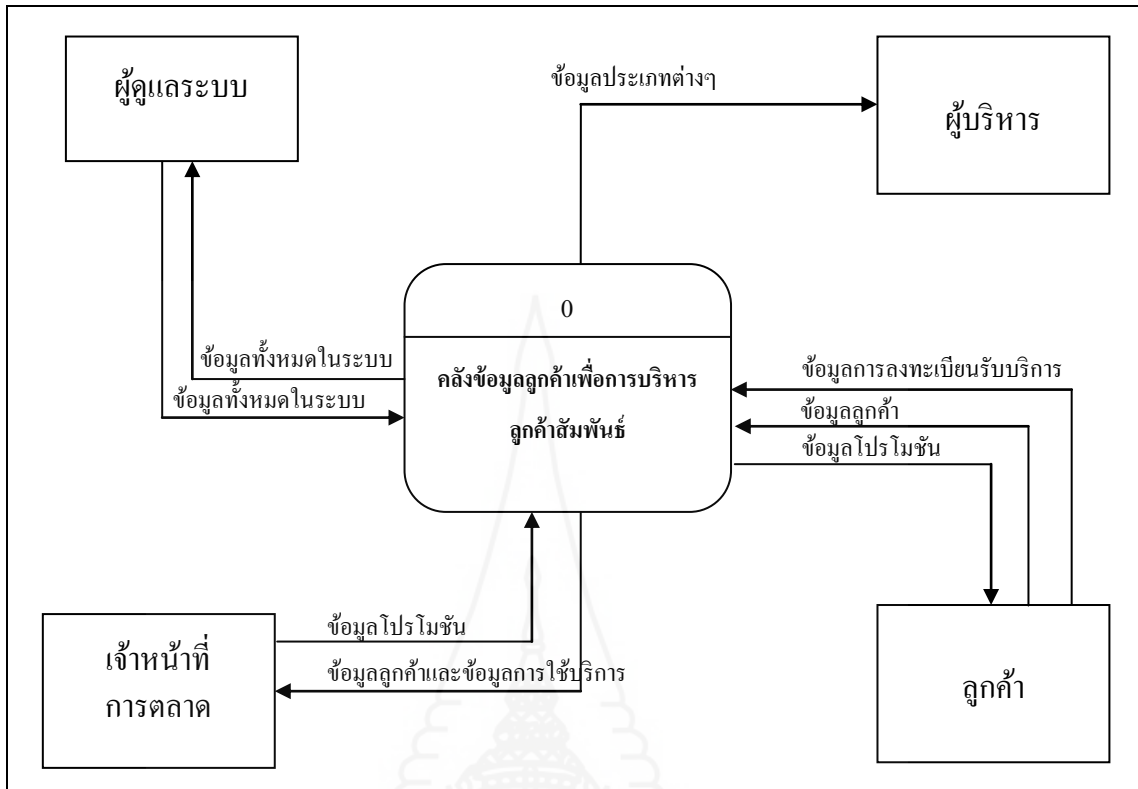 ผู้ดูแลระบบ
ข้อมูลประเภทต่างๆ
ผู้บริหาร
0
คลังข้อมูลลูกค้าเพื่อการบริหาร
ลูกค้าสัมพันธ์
ข้อมูลทั้งหมดในระบบ
ข้อมูลทั้งหมดในระบบ
ข้อมูลการลงทะเบียนรับบริการ
ข้อมูลลูกค้า
ข้อมูลโปรโมชัน
เจ้าหน้าที่
การตลาด
ข้อมูลโปรโมชัน
ข้อมูลลูกค้าและข้อมูลการใช้บริการ
ลูกค้า